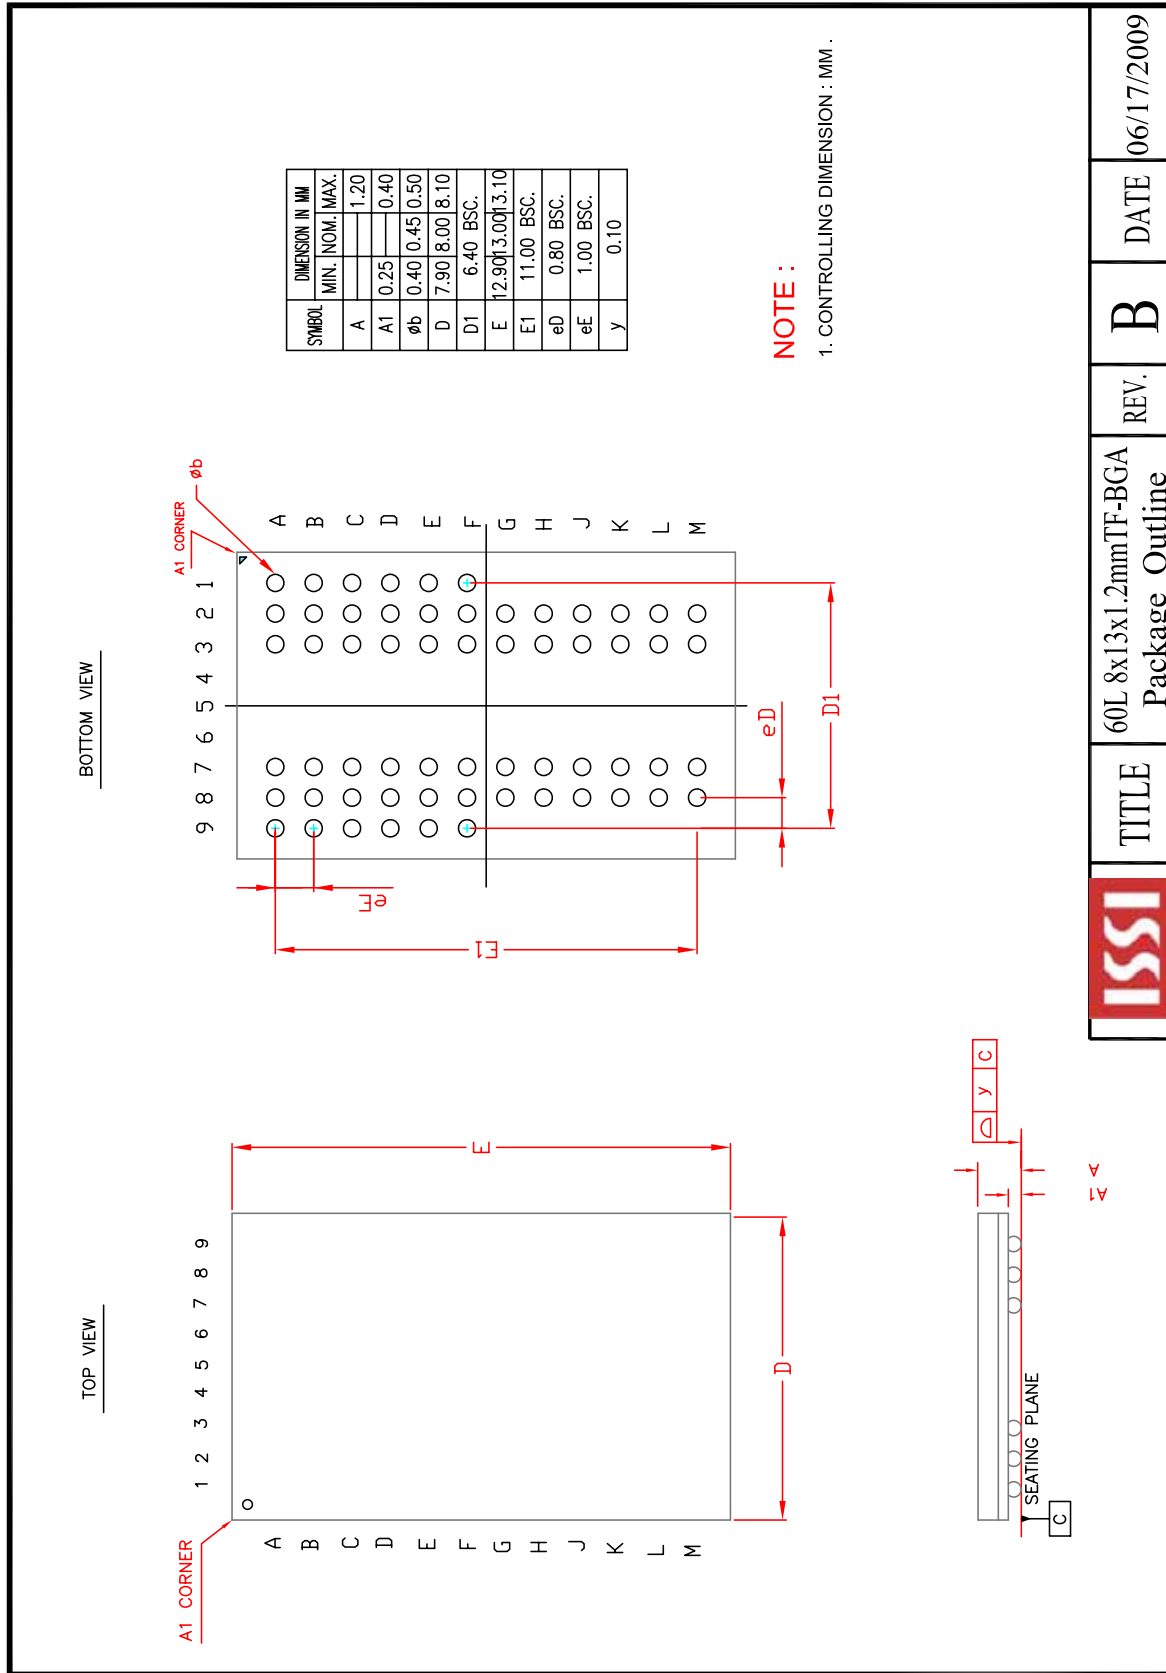 TOP VIEW
A1 CORNER
1 2 3 4 5 6 7 8 9
A
B
C
D
E
F
G
H
J
K
L
M
E
D
SEATING PLANE
C
A1
A
y C
BOTTOM VIEW
9 8 7 6 5 4 3 2 1
A1 CORNER
øb
A
B
C
D
E
F
G
H
J
K
L
M
eE
E1
eD
D1
SYMBOL DIMENSION IN MM
MIN. NOM. MAX.
A 1.20
A1 0.25 0.40
øb 0.40 0.45 0.50
D 7.90 8.00 8.10
D1 6.40 BSC.
E 12.90 13.00 13.10
E1 11.00 BSC.
eD 0.80 BSC.
eE 1.00 BSC.
y 0.10
NOTE :
1. CONTROLLING DIMENSION : MM .
ISSI
TITLE
60L 8x13x1.2mmTF-BGA
Package Outline
REV.
B
DATE
06/17/2009